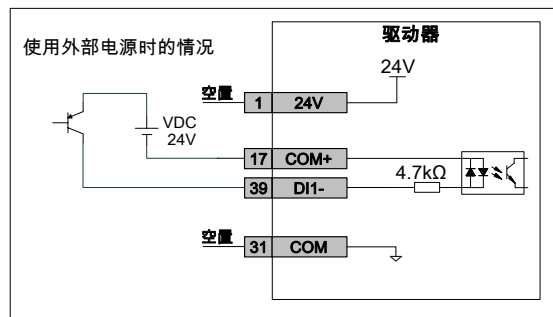 使用外部电源时的情况
驱动器
24V
空置 1 24V
VDC
24V
17 COM+
4.7kΩ
39 DI1-
空置 31 COM